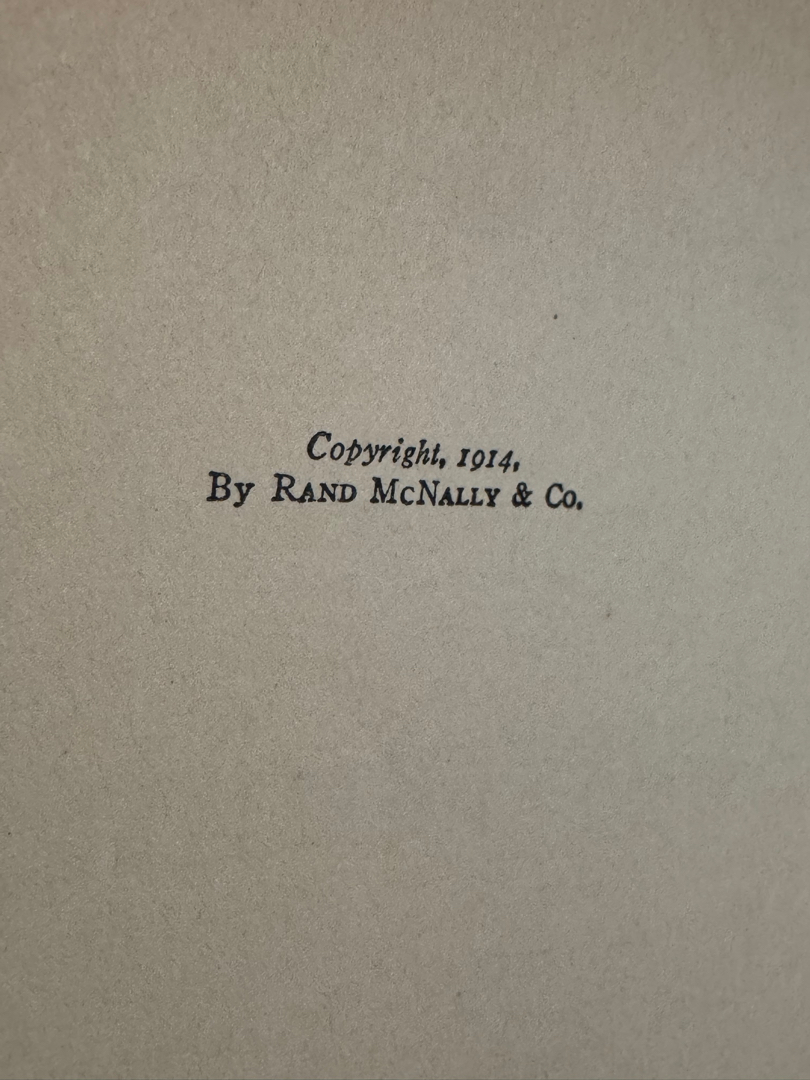 Copyright, 1914,
By RAND MCNALLY & Co.